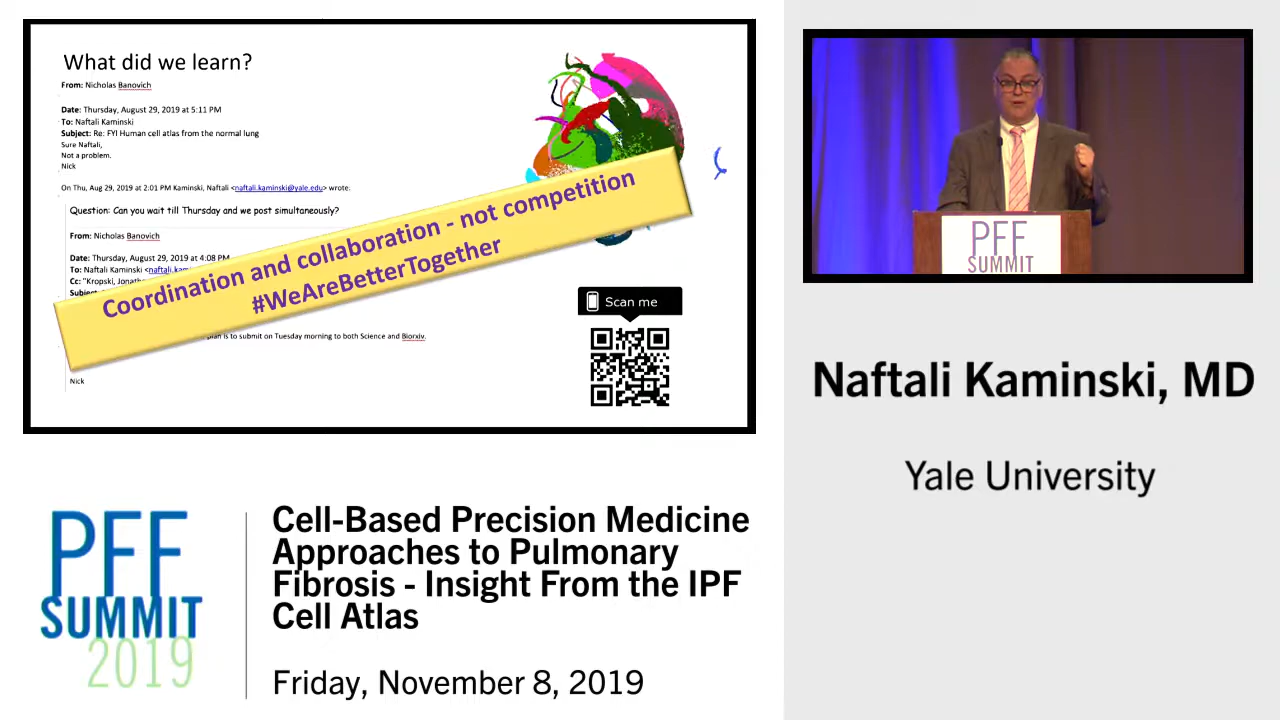 What did we learn?
From: Nicholas Banovich
Date: Thursday, August 29, 2019 at 5:11 PM
To: Naftali Kaminski
Subject: Re: FYI Human cell atlas from the normal lung
Sure Naftali,
Not a problem.
Nick
On Thu, Aug 29, 2019 at 2:01 PM Kaminski, Naftali <naftali.kaminski@yale.edu> wrote:
Question: Can you wait till Thursday and we post simultaneously?
From: Nicholas Banovich
Date: Thursday, August 29, 2019 at 4:08 PM
To: Naftali Kaminski
Coordination and collaboration - not competition
#WeAreBetterTogether
plan is to submit on Tuesday morning to both Science and Biorxiv.
Nick
Scan me
PFF
SUMMIT
Naftali Kaminski, MD
Yale University
PFF
SUMMIT
2019
Cell-Based Precision Medicine
Approaches to Pulmonary
Fibrosis - Insight From the IPF
Cell Atlas
Friday, November 8, 2019